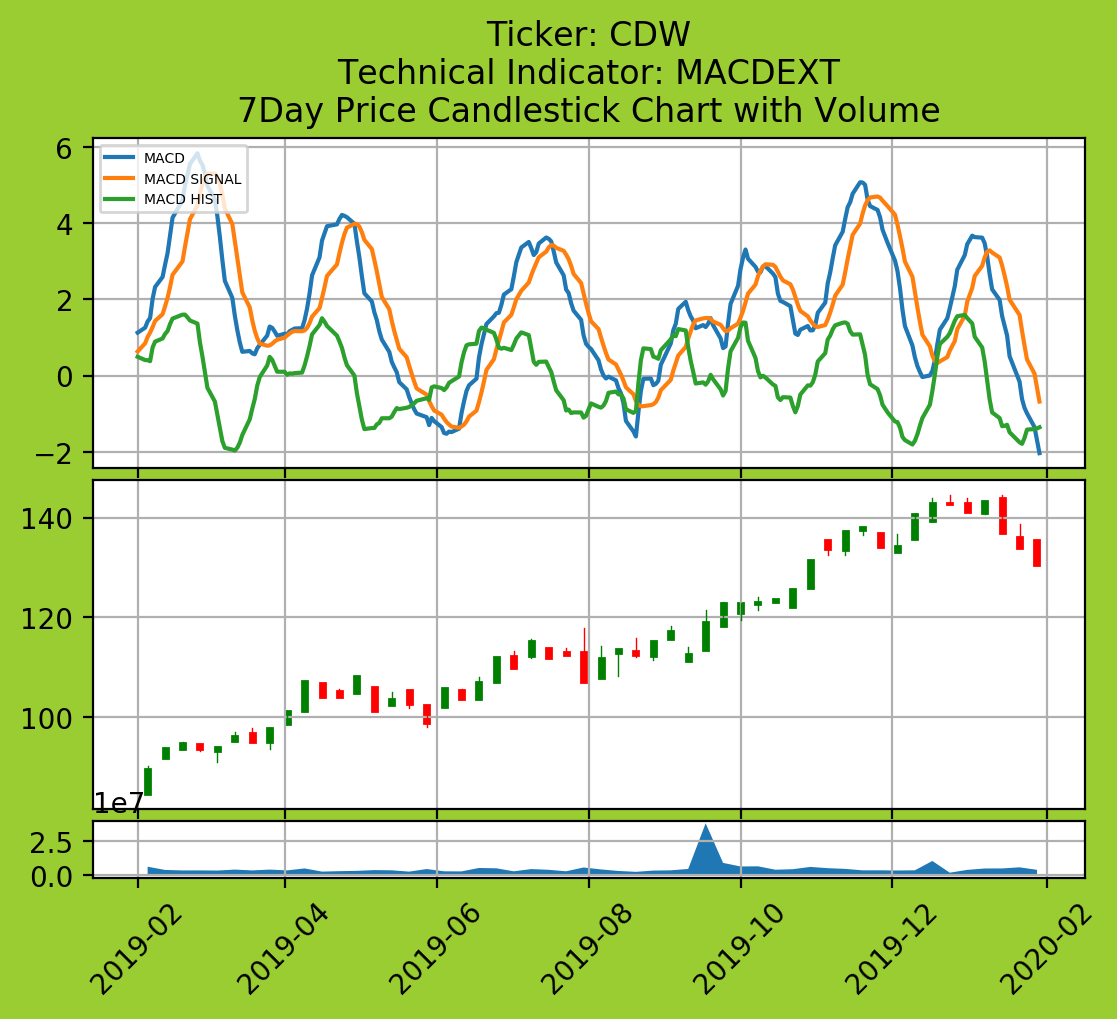 Ticker: CDW
Technical Indicator: MACDEXT
7Day Price Candlestick Chart with Volume
6
4
2
0
−2
MACD
MACD SIGNAL
MACD HIST
140
120
100
1e7
2.5
0.0
2019-02
2019-04
2019-06
2019-08
2019-10
2019-12
2020-02